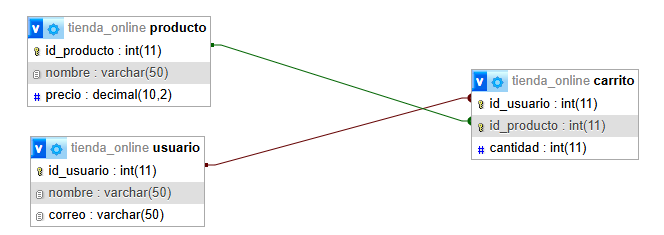 tienda_online producto
id_producto : int(11)
nombre : varchar(50)
# precio : decimal(10,2)
tienda_online usuario
id_usuario : int(11)
nombre : varchar(50)
correo : varchar(50)
tienda_online carrito
id_usuario : int(11)
id_producto : int(11)
# cantidad : int(11)